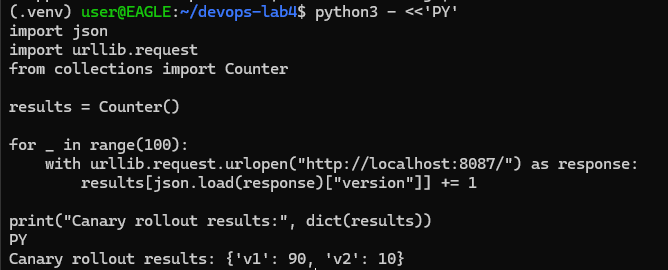 (.venv) user@EAGLE:~/devops-lab4$ python3 - <<'PY'
import json
import urllib.request
from collections import Counter

results = Counter()

for _ in range(100):
    with urllib.request.urlopen("http://localhost:8087/") as response:
        results[json.load(response)["version"]] += 1

print("Canary rollout results:", dict(results))
PY
Canary rollout results: {'v1': 90, 'v2': 10}